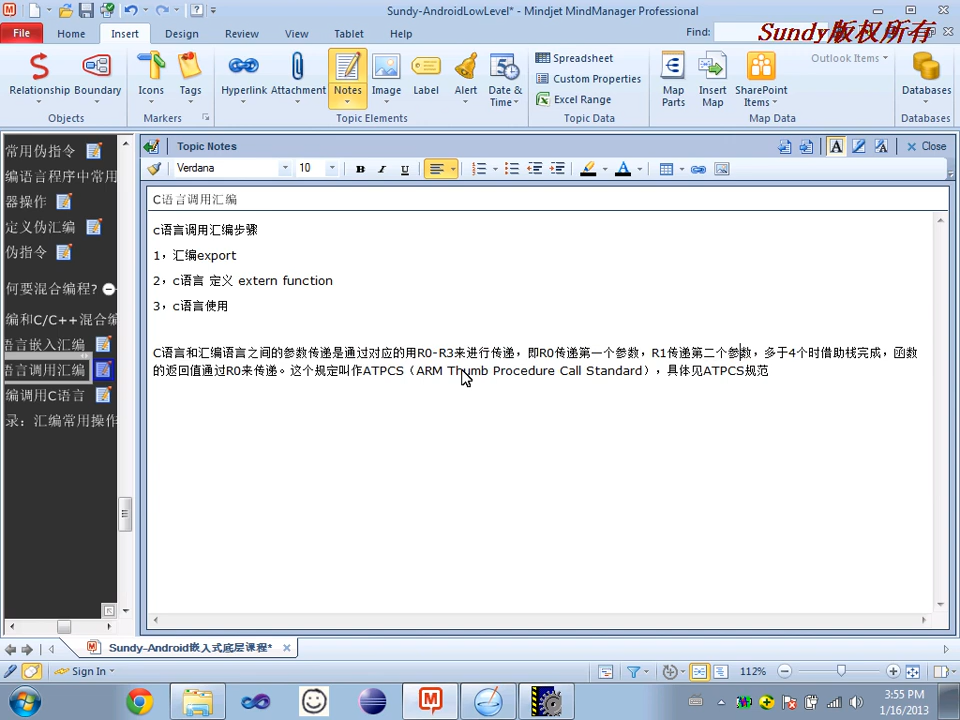 Sundy-AndroidLowLevel* - Mindjet MindManager Professional
File Home Insert Design Review View Tablet Help Find:
Sundy版权所有
Relationship Boundary Icons Tags Hyperlink Attachment Notes Image Label Alert Date & Time Spreadsheet Custom Properties Excel Range Map Parts Insert Map SharePoint Items Outlook Items Databases
Objects Markers Topic Elements Topic Data Map Data Databases
Topic Notes Close
Verdana 10 B I U A
C语言调用汇编
c语言调用汇编步骤
1，汇编export
2，c语言 定义 extern function
3，c语言使用
C语言和汇编语言之间的参数传递是通过对应的用R0-R3来进行传递，即R0传递第一个参数，R1传递第二个参数，多于4个时借助栈完成，函数
的返回值通过R0来传递。这个规定叫作ATPCS（ARM Thumb Procedure Call Standard），具体见ATPCS规范
常用伪指令
编语言程序中常用
器操作
定义伪汇编
伪指令
何要混合编程?
编和C/C++混合编
语言嵌入汇编
语言调用汇编
编调用C语言
录：汇编常用操作
Sundy-Android嵌入式底层课程*
Sign In 112%
3:55 PM
1/16/2013